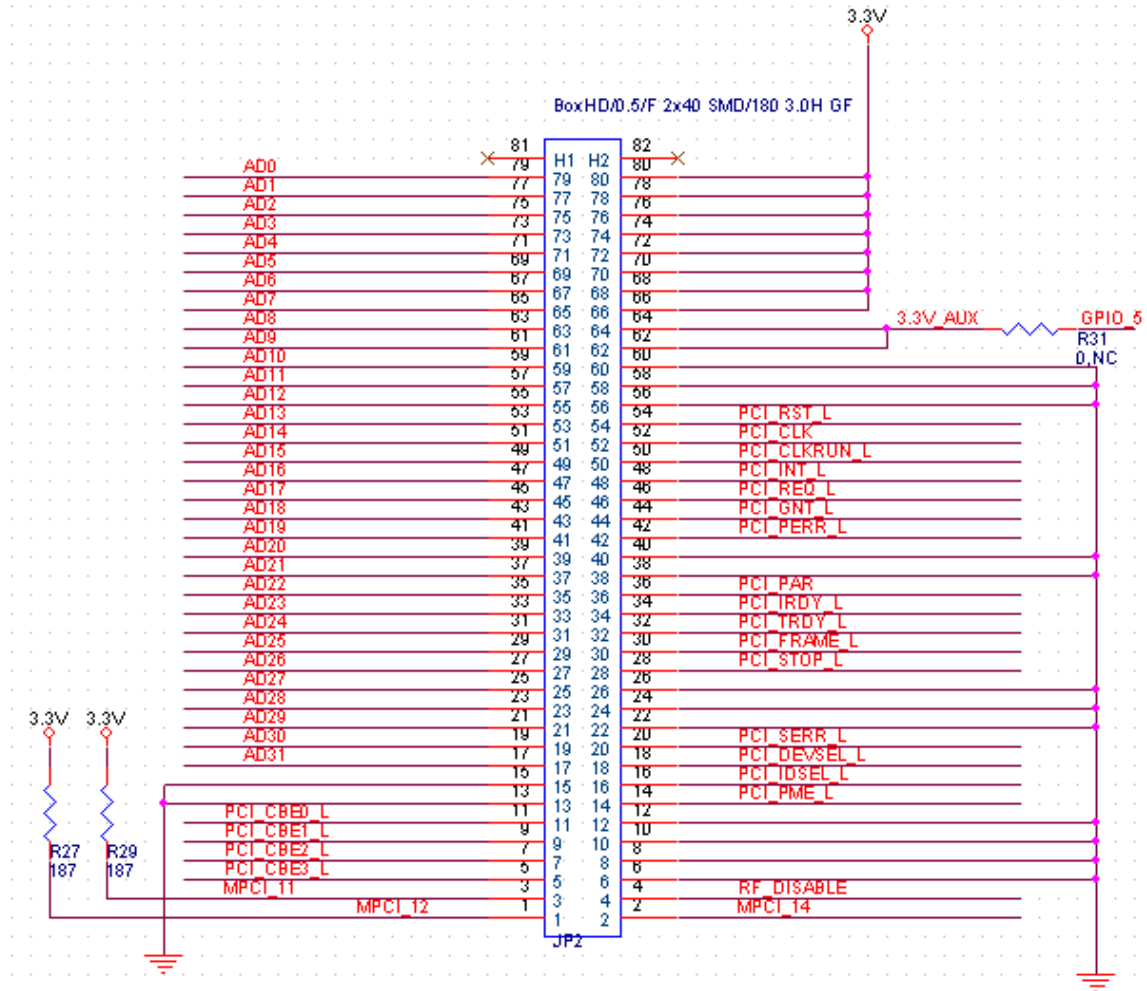 3.3V
BoxHD/0.5/F 2x40 SMD/180 3.0H GF
81 82
H1 H2
AD0 79 80
79 80
AD1 77 78
77 78
AD2 75 76
75 76
AD3 73 74
73 74
AD4 71 72
71 72
AD5 69 70
69 70
AD6 67 68
67 68
AD7 65 66
65 66
AD8 63 64 3.3V_AUX GPIO_5
63 64
R31
AD9 61 62
61 62
0,NC
AD10 59 60
59 60
AD11 57 58
57 58
AD12 55 56
55 56
AD13 53 54 PCI_RST_L
53 54
AD14 51 52 PCI_CLK
51 52
AD15 49 50 PCI_CLKRUN_L
49 50
AD16 47 48 PCI_INT_L
47 48
AD17 45 46 PCI_REQ_L
45 46
AD18 43 44 PCI_GNT_L
43 44
AD19 41 42 PCI_PERR_L
41 42
AD20 39 40
39 40
AD21 37 38
37 38
AD22 35 36 PCI_PAR
35 36
AD23 33 34 PCI_IRDY_L
33 34
AD24 31 32 PCI_TRDY_L
31 32
AD25 29 30 PCI_FRAME_L
29 30
AD26 27 28 PCI_STOP_L
27 28
AD27 25 26
25 26
AD28 23 24
23 24
3.3V 3.3V
AD29 21 22
21 22
AD30 19 20 PCI_SERR_L
19 20
AD31 17 18 PCI_DEVSEL_L
17 18
15 16 PCI_IDSEL_L
15 16
13 14 PCI_PME_L
13 14
PCI_CBE0_L 11 12
11 12
PCI_CBE1_L 9 10
9 10
R27 R29
PCI_CBE2_L 7 8
7 8
187 187
PCI_CBE3_L 5 6
5 6
MPCI_11 3 4 RF_DISABLE
3 4
MPCI_12 1 2 MPCI_14
1 2
JP2